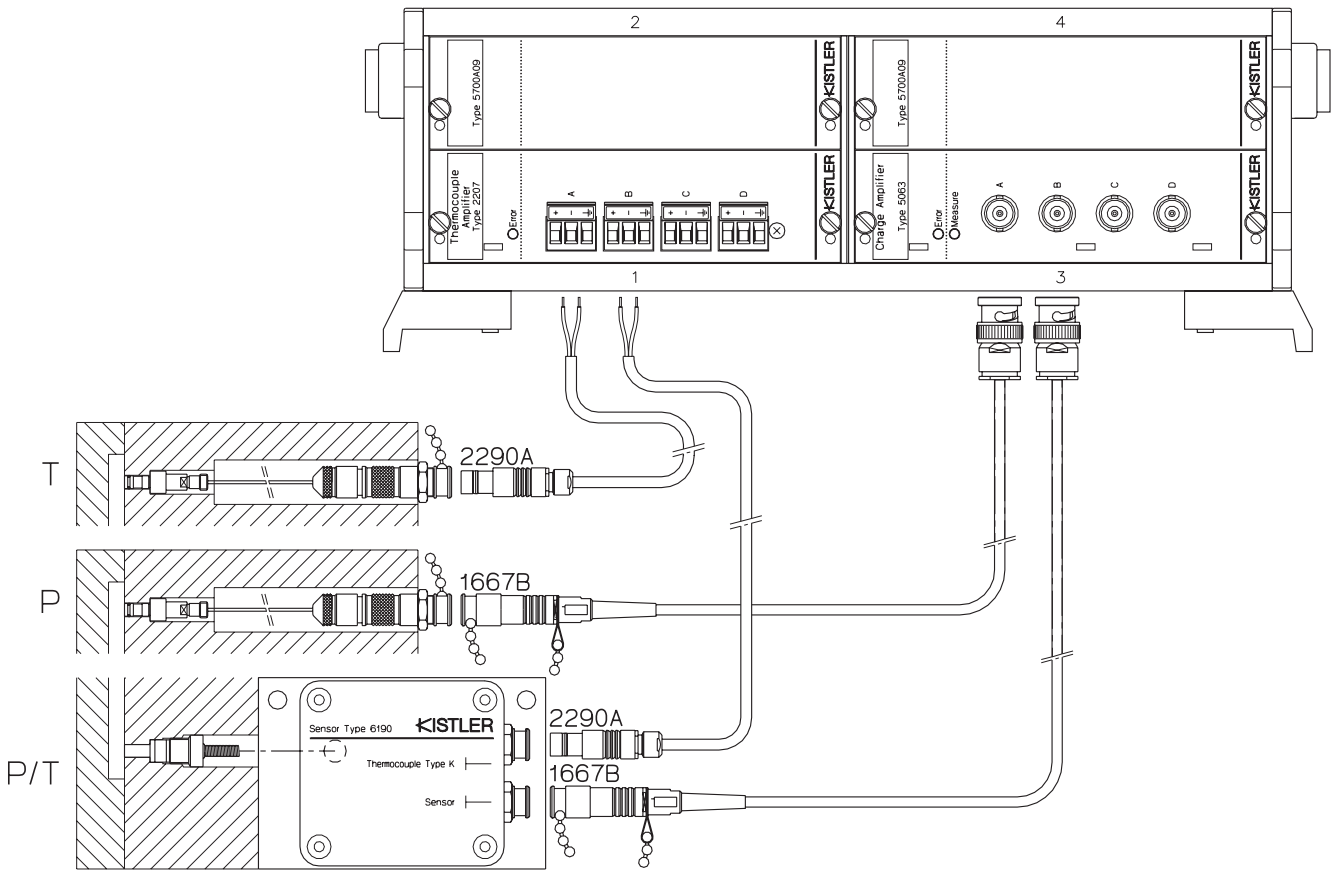 2
4
Type 5700A09
KISTLER
Type 5700A09
KISTLER
Thermocouple
Amplifier
Type 2207
Error
A
B
C
D
+ -
+ -
+ -
+ -
KISTLER
Charge Amplifier
Type 5063
Error
Measure
A
B
C
D
KISTLER
1
3
T
2290A
P
1667B
P/T
Sensor Type 6190
KISTLER
Thermocouple Type K
Sensor
2290A
1667B